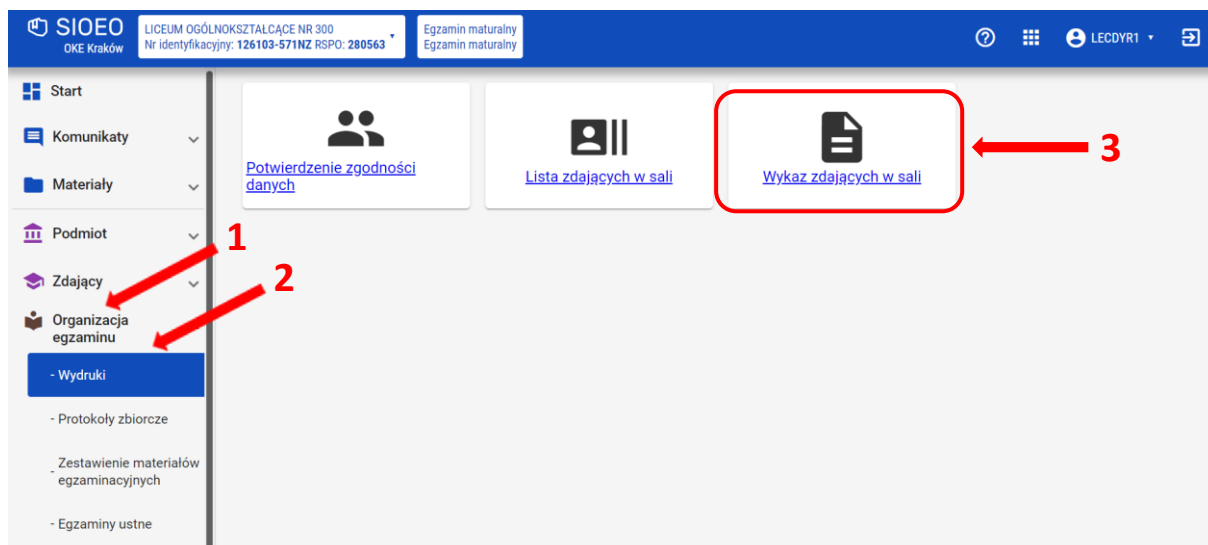 SIOEO
OKE Kraków
LICEUM OGÓLNOKSZTAŁCĄCE NR 300
Nr identyfikacyjny: 126103-571NZ RSPO: 280563
Egzamin maturalny
Egzamin maturalny
LECDYR1
Start
Komunikaty
Materiały
Podmiot
Zdający
Organizacja
egzaminu
- Wydruki
- Protokoły zbiorcze
- Zestawienie materiałów
egzaminacyjnych
- Egzaminy ustne
Potwierdzenie zgodności
danych
Lista zdających w sali
Wykaz zdających w sali
1
2
3